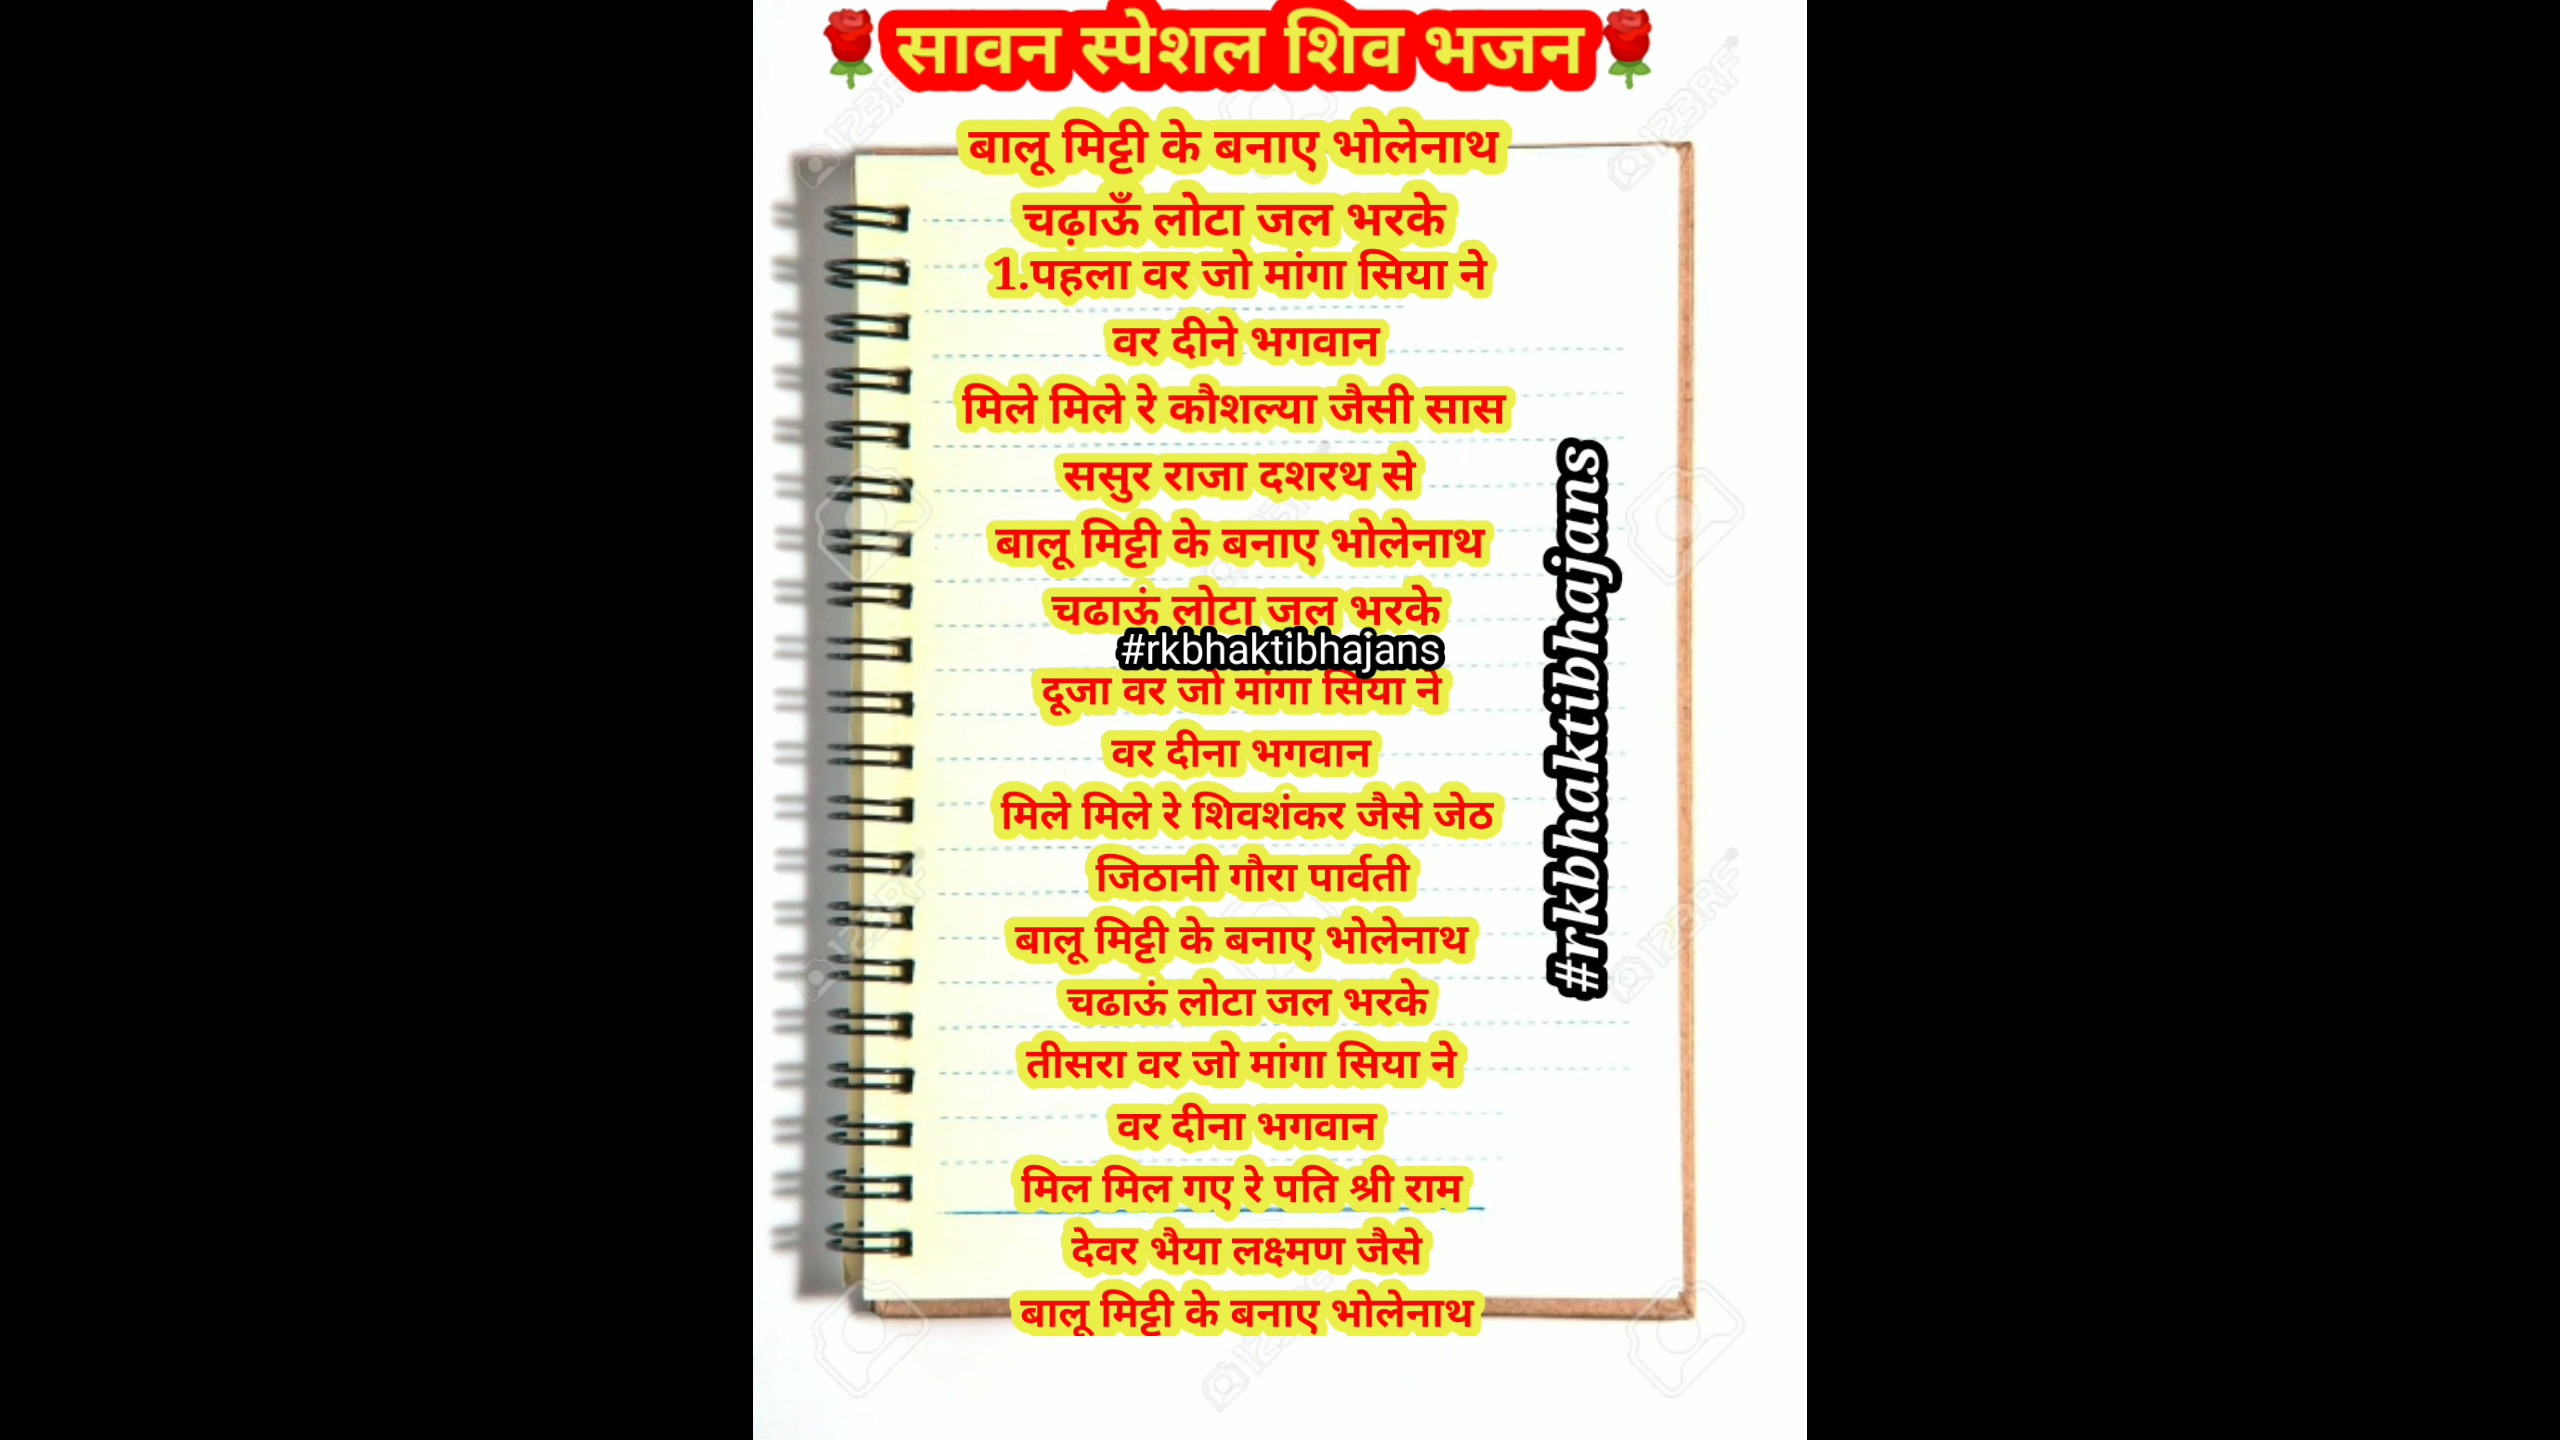 🌹सावन स्पेशल शिव भजन🌹
बालू मिट्टी के बनाए भोलेनाथ
चढ़ाऊँ लोटा जल भरके
1.पहला वर जो मांगा सिया ने
वर दीने भगवान
मिले मिले रे कौशल्या जैसी सास
ससुर राजा दशरथ से
बालू मिट्टी के बनाए भोलेनाथ
चढाऊं लोटा जल भरके
#rkbhaktibhajans
दूजा वर जो मांगा सिया ने
वर दीना भगवान
मिले मिले रे शिवशंकर जैसे जेठ
जिठानी गौरा पार्वती
बालू मिट्टी के बनाए भोलेनाथ
चढाऊं लोटा जल भरके
तीसरा वर जो मांगा सिया ने
वर दीना भगवान
मिल मिल गए रे पति श्री राम
देवर भैया लक्ष्मण जैसे
बालू मिट्टी के बनाए भोलेनाथ
#rkbhaktibhajans
123RF